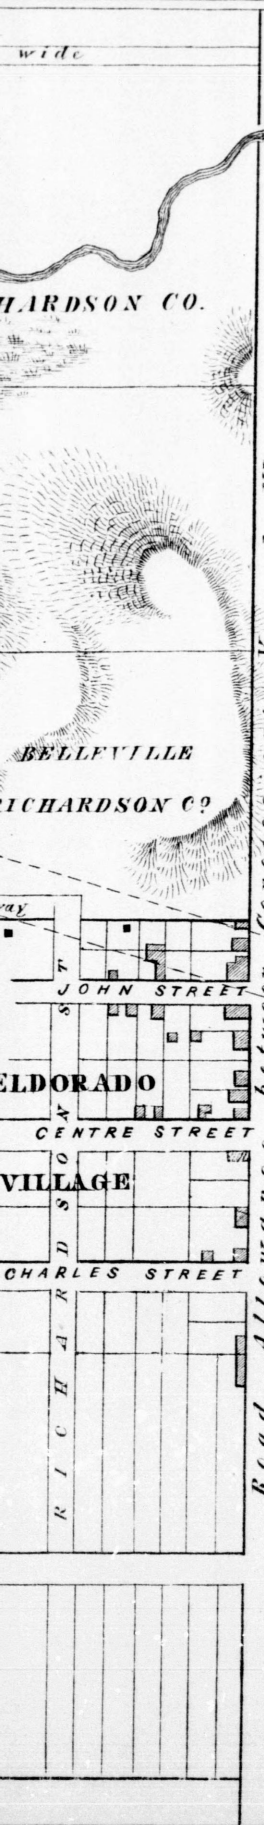 wide
HARDSON CO.
BELLEVILLE
RICHARDSON Cº
way
JOHN STREET
ELDORADO
CENTRE STREET
VILLAGE
CHARLES STREET
RICHARDSON ST
Road Allowance between